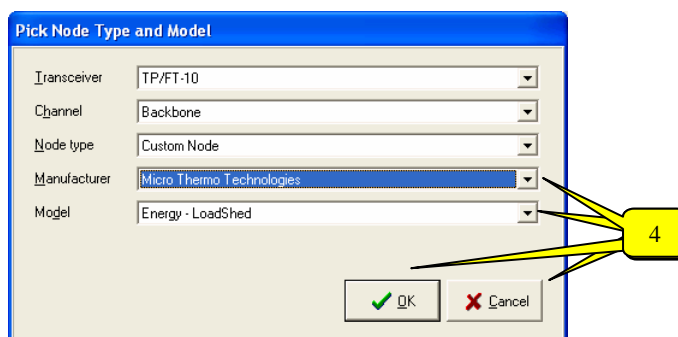 Pick Node Type and Model
Transceiver TP/FT-10
Channel Backbone
Node type Custom Node
Manufacturer Micro Thermo Technologies
Model Energy - LoadShed
4
OK Cancel